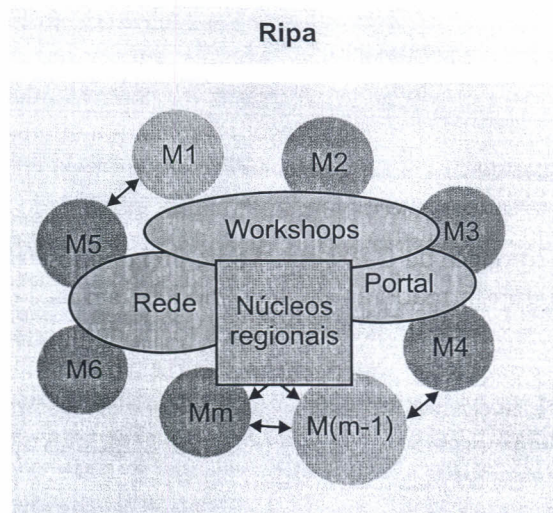 Ripa
M1
M2
M5
Workshops
M3
Rede
Núcleos
regionais
Portal
M6
M4
Mm
M(m-1)